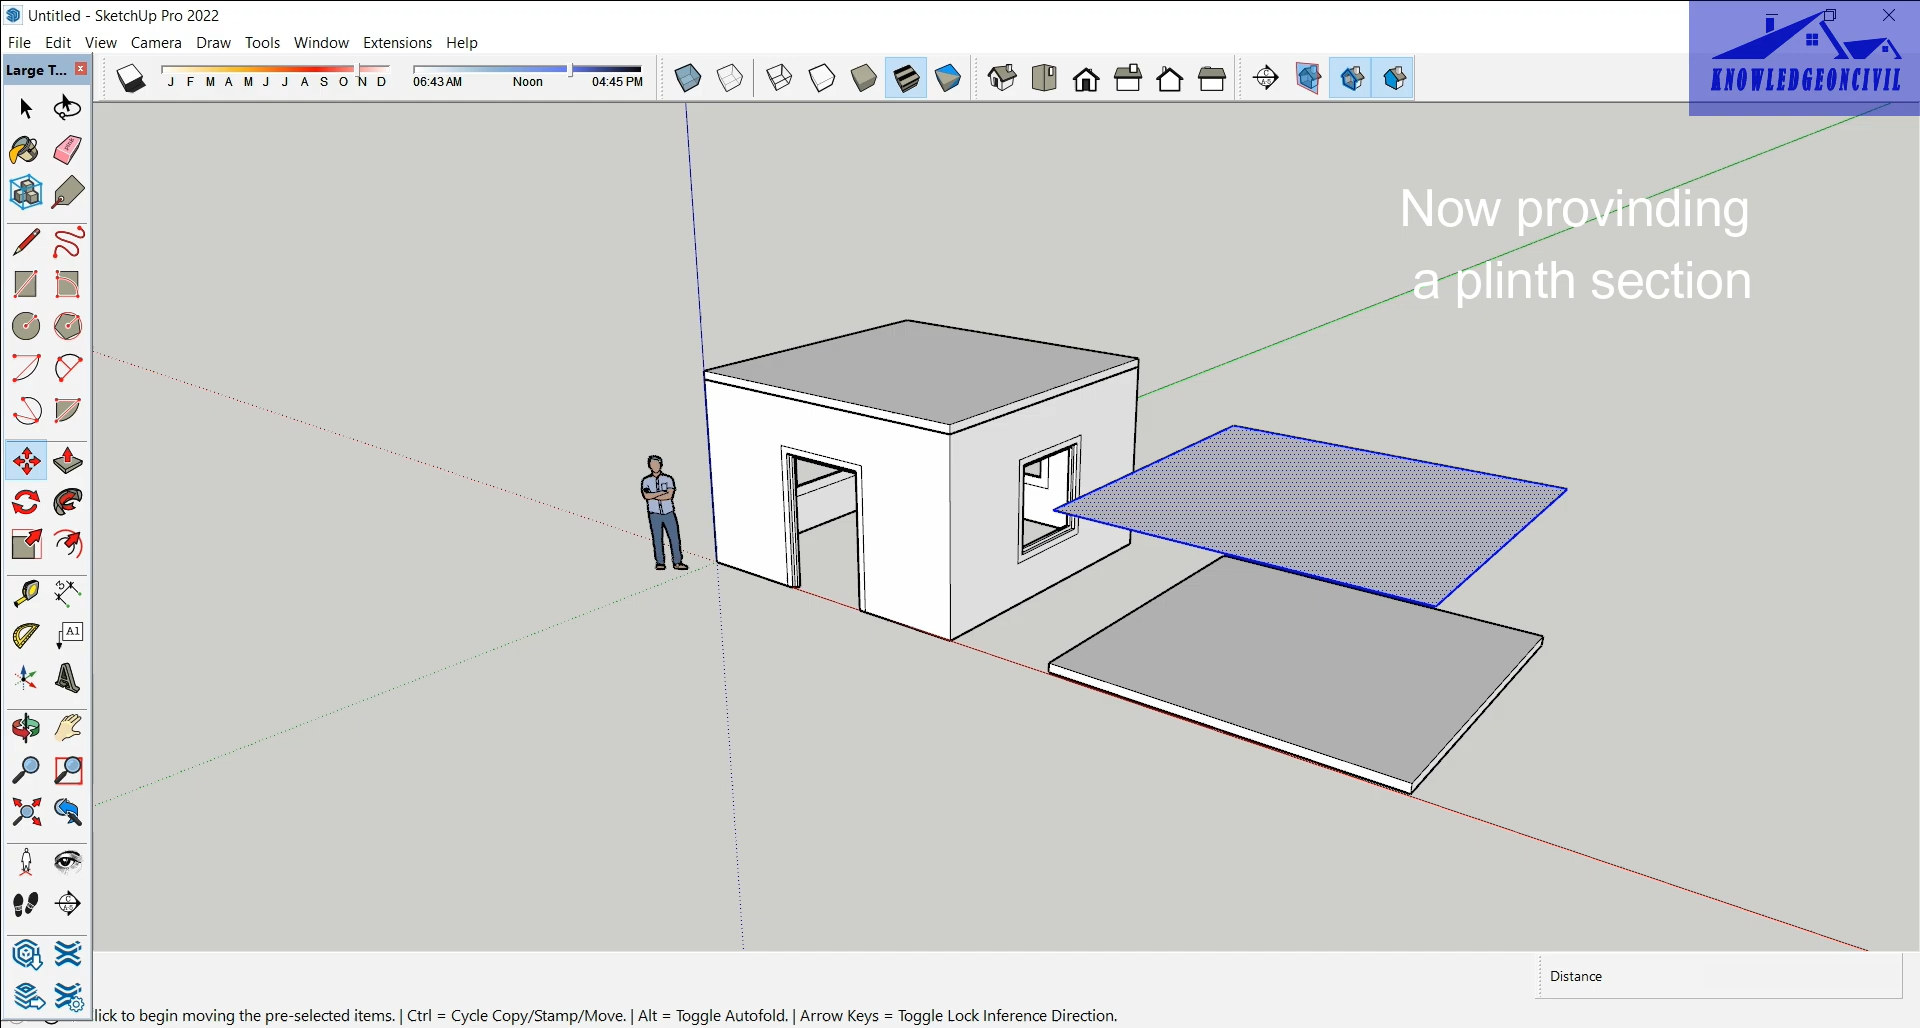 Untitled - SketchUp Pro 2022
File Edit View Camera Draw Tools Window Extensions Help
KNOWLEDGEONCIVIL
Large T...
J F M A M J J A S O N D
06:43 AM Noon 04:45 PM
Now provinding
a plinth section
A1
Distance
lick to begin moving the pre-selected items. | Ctrl = Cycle Copy/Stamp/Move. | Alt = Toggle Autofold. | Arrow Keys = Toggle Lock Inference Direction.